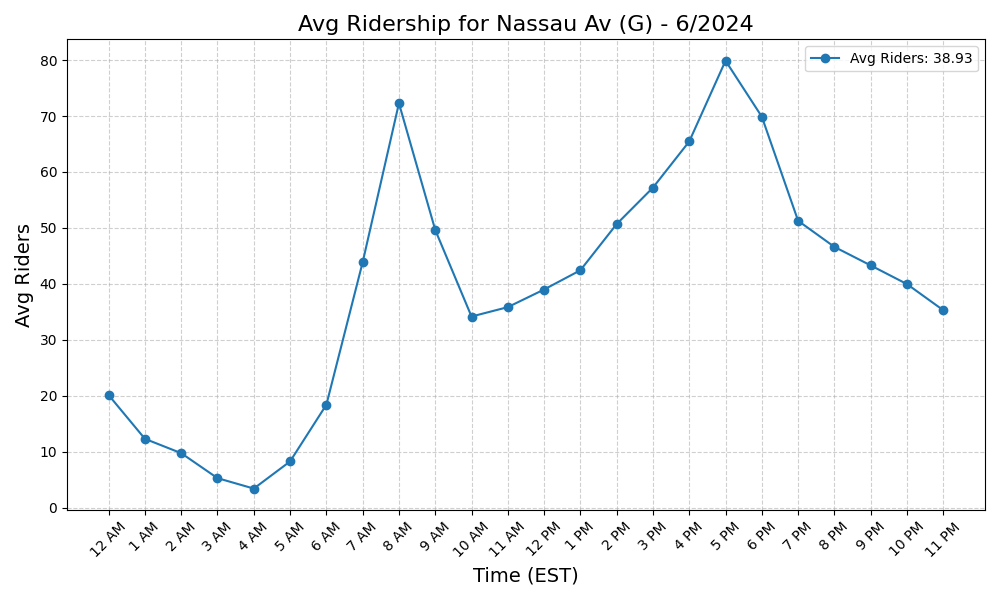 Avg Ridership for Nassau Av (G) - 6/2024
Avg Riders: 38.93
Avg Riders
80
70
60
50
40
30
20
10
0
12 AM
1 AM
2 AM
3 AM
4 AM
5 AM
6 AM
7 AM
8 AM
9 AM
10 AM
11 AM
12 PM
1 PM
2 PM
3 PM
4 PM
5 PM
6 PM
7 PM
8 PM
9 PM
10 PM
11 PM
Time (EST)